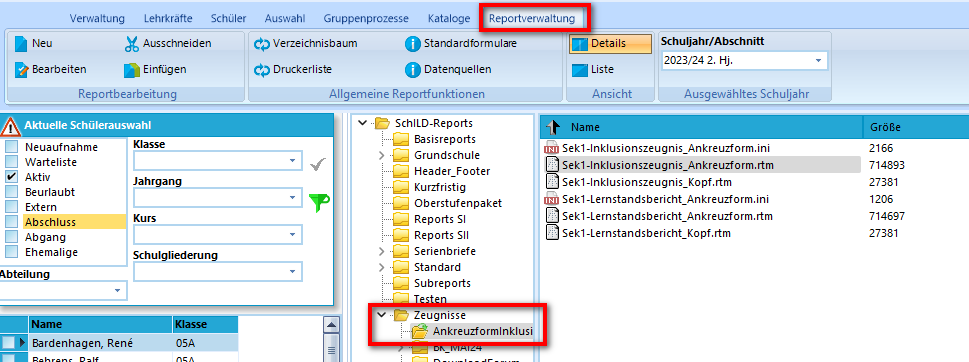 Verwaltung Lehrkräfte Schüler Auswahl Gruppenprozesse Kataloge Reportverwaltung
Neu Ausschneiden Verzeichnisbaum Standardformulare Details Schuljahr/Abschnitt
2023/24 2. Hj.
Bearbeiten Einfügen Druckerliste Datenquellen Liste
Reportbearbeitung Allgemeine Reportfunktionen Ansicht Ausgewähltes Schuljahr
Aktuelle Schülerauswahl
Neuaufnahme
Warteliste
Aktiv
Beurlaubt
Extern
Abschluss
Abgang
Ehemalige
Abteilung
Klasse
Jahrgang
Kurs
Schulgliederung
Name Klasse
Bardenhagen, René 05A
Behrens, Ralf 05A
SchILD-Reports
Basisreports
Grundschule
Header_Footer
Kurzfristig
Oberstufenpaket
Reports SI
Reports SII
Serienbriefe
Standard
Subreports
Testen
Zeugnisse
AnkreuzformInklusi
BK_MAI24
DownloadForum
Name Größe
INI Sek1-Inklusionszeugnis_Ankreuzform.ini 2166
Sek1-Inklusionszeugnis_Ankreuzform.rtm 714893
Sek1-Inklusionszeugnis_Kopf.rtm 27381
INI Sek1-Lernstandsbericht_Ankreuzform.ini 1206
Sek1-Lernstandsbericht_Ankreuzform.rtm 714697
Sek1-Lernstandsbericht_Kopf.rtm 27381